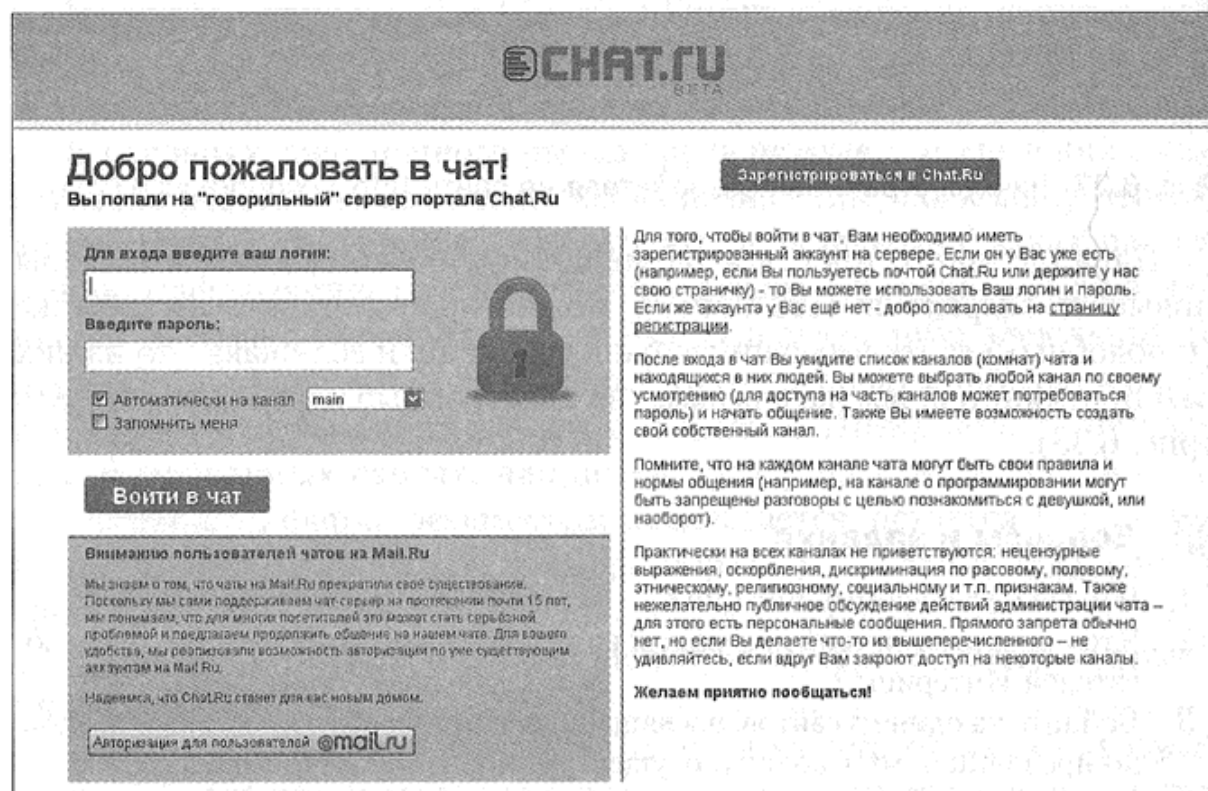 CHAT.RU
BETA
Добро пожаловать в чат!
Вы попали на "говорильный" сервер портала Chat.Ru
Для входа введите ваш логин:
Введите пароль:
Автоматически на канал main
Запомнить меня
Войти в чат
Вниманию пользователей чатов на Mail.Ru
Мы знаем о том, что чаты на Mail.Ru прекратили своё существование.
Поскольку мы сами поддерживаем чат-сервер на протяжении почти 15 лет,
мы понимаем, что для многих посетителей это может стать серьёзной
проблемой и предлагаем продолжить общение на нашем чате. Для вашего
удобства, мы реализовали возможность авторизации по уже существующим
аккаунтам на Mail.Ru.
Надеемся, что Chat.Ru станет для вас новым домом.
Авторизация для пользователей @mail.ru
Зарегистрироваться в Chat.Ru
Для того, чтобы войти в чат, Вам необходимо иметь
зарегистрированный аккаунт на сервере. Если он у Вас уже есть
(например, если Вы пользуетесь почтой Chat.Ru или держите у нас
свою страничку) - то Вы можете использовать Ваш логин и пароль.
Если же аккаунта у Вас ещё нет - добро пожаловать на страницу
регистрации.
После входа в чат Вы увидите список каналов (комнат) чата и
находящихся в них людей. Вы можете выбрать любой канал по своему
усмотрению (для доступа на часть каналов может потребоваться
пароль) и начать общение. Также Вы имеете возможность создать
свой собственный канал.
Помните, что на каждом канале чата могут быть свои правила и
нормы общения (например, на канале о программировании могут
быть запрещены разговоры с целью познакомиться с девушкой, или
наоборот).
Практически на всех каналах не приветствуются: нецензурные
выражения, оскорбления, дискриминация по расовому, половому,
этническому, религиозному, социальному и т.п. признакам. Также
нежелательно публичное обсуждение действий администрации чата –
для этого есть персональные сообщения. Прямого запрета обычно
нет, но если Вы делаете что-то из вышеперечисленного – не
удивляйтесь, если вдруг Вам закроют доступ на некоторые каналы.
Желаем приятно пообщаться!